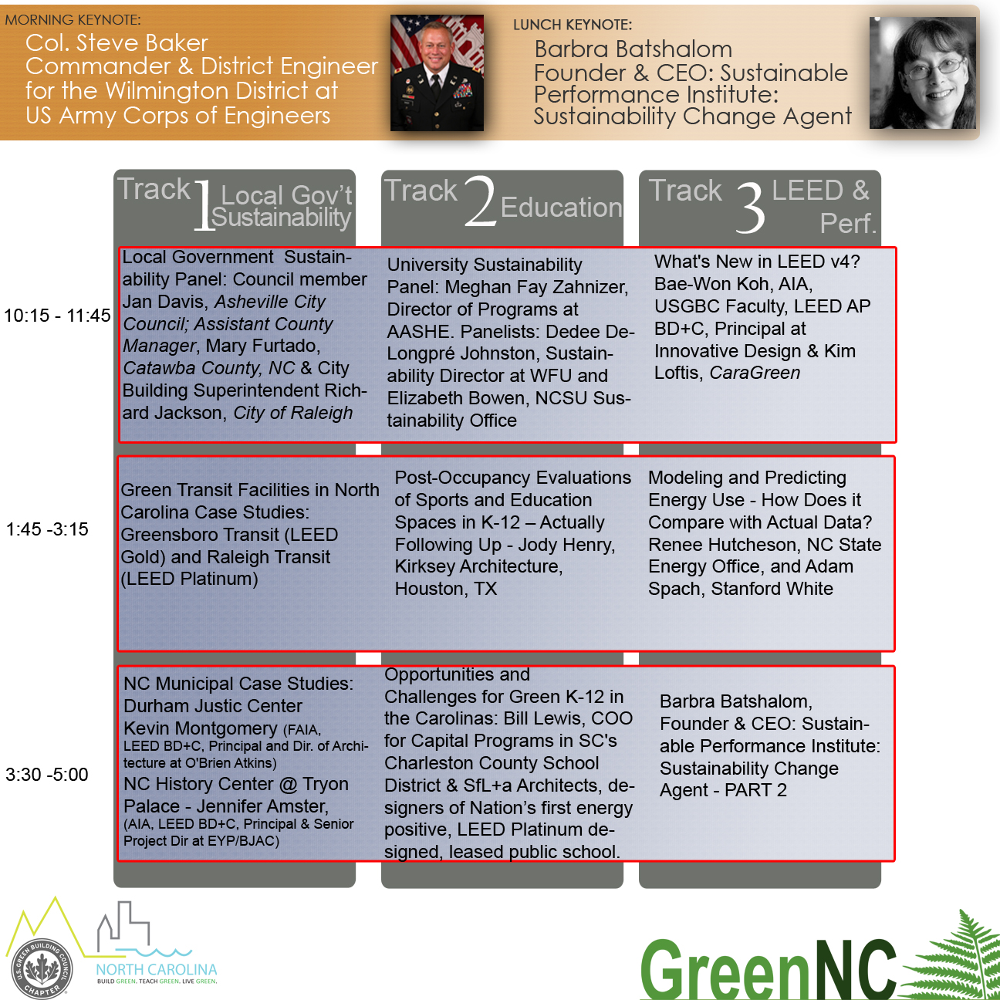 MORNING KEYNOTE:
Col. Steve Baker
Commander & District Engineer
for the Wilmington District at
US Army Corps of Engineers
LUNCH KEYNOTE:
Barbra Batshalom
Founder & CEO: Sustainable
Performance Institute:
Sustainability Change Agent
Track 1 Local Gov't
Sustainability
Track 2 Education
Track 3 LEED &
Perf.
10:15 - 11:45
Local Government  Sustain-
ability Panel: Council member
Jan Davis, Asheville City
Council; Assistant County
Manager, Mary Furtado,
Catawba County, NC & City
Building Superintendent Rich-
ard Jackson, City of Raleigh
University Sustainability
Panel: Meghan Fay Zahnizer,
Director of Programs at
AASHE. Panelists: Dedee De-
Longpré Johnston, Sustain-
ability Director at WFU and
Elizabeth Bowen, NCSU Sus-
tainability Office
What's New in LEED v4?
Bae-Won Koh, AIA,
USGBC Faculty, LEED AP
BD+C, Principal at
Innovative Design & Kim
Loftis, CaraGreen
1:45 -3:15
Green Transit Facilities in North
Carolina Case Studies:
Greensboro Transit (LEED
Gold) and Raleigh Transit
(LEED Platinum)
Post-Occupancy Evaluations
of Sports and Education
Spaces in K-12 – Actually
Following Up - Jody Henry,
Kirksey Architecture,
Houston, TX
Modeling and Predicting
Energy Use - How Does it
Compare with Actual Data?
Renee Hutcheson, NC State
Energy Office, and Adam
Spach, Stanford White
3:30 -5:00
NC Municipal Case Studies:
Durham Justic Center
Kevin Montgomery (FAIA,
LEED BD+C, Principal and Dir. of Archi-
tecture at O'Brien Atkins)
NC History Center @ Tryon
Palace - Jennifer Amster,
(AIA, LEED BD+C, Principal & Senior
Project Dir at EYP/BJAC)
Opportunities and
Challenges for Green K-12 in
the Carolinas: Bill Lewis, COO
for Capital Programs in SC's
Charleston County School
District & SfL+a Architects, de-
signers of Nation's first energy
positive, LEED Platinum de-
signed, leased public school.
Barbra Batshalom,
Founder & CEO: Sustain-
able Performance Institute:
Sustainability Change
Agent - PART 2
U.S. GREEN BUILDING COUNCIL
CHAPTER
NORTH CAROLINA
BUILD GREEN. TEACH GREEN. LIVE GREEN.
GreenNC